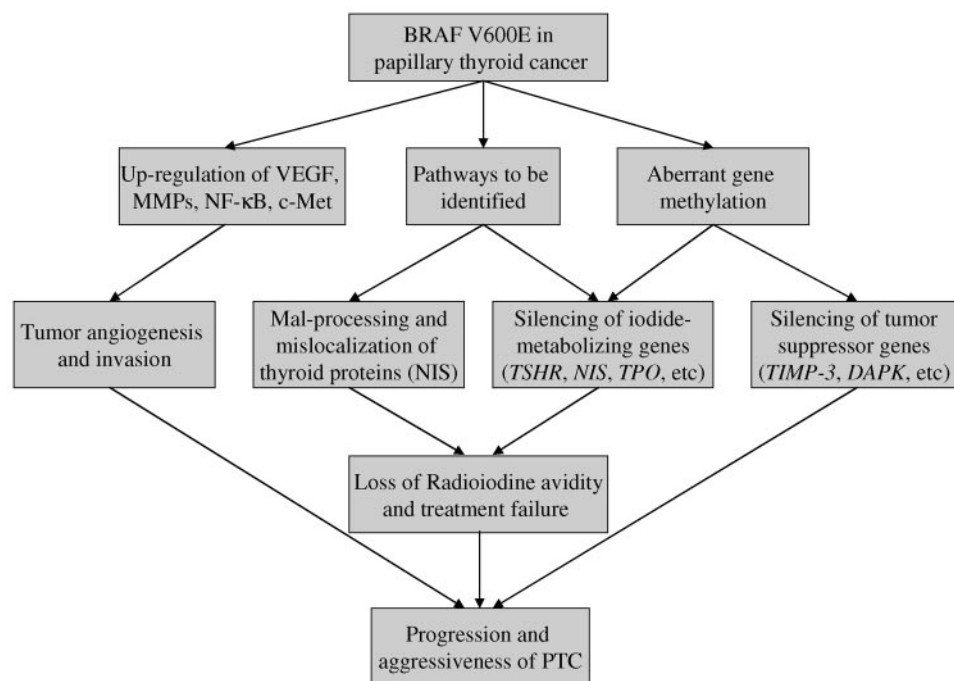 BRAF V600E in
papillary thyroid cancer
Up-regulation of VEGF,
MMPs, NF-κB, c-Met
Pathways to be
identified
Aberrant gene
methylation
Tumor angiogenesis
and invasion
Mal-processing and
mislocalization of
thyroid proteins (NIS)
Silencing of iodide-
metabolizing genes
(TSHR, NIS, TPO, etc)
Silencing of tumor
suppressor genes
(TIMP-3, DAPK, etc)
Loss of Radioiodine avidity
and treatment failure
Progression and
aggressiveness of PTC